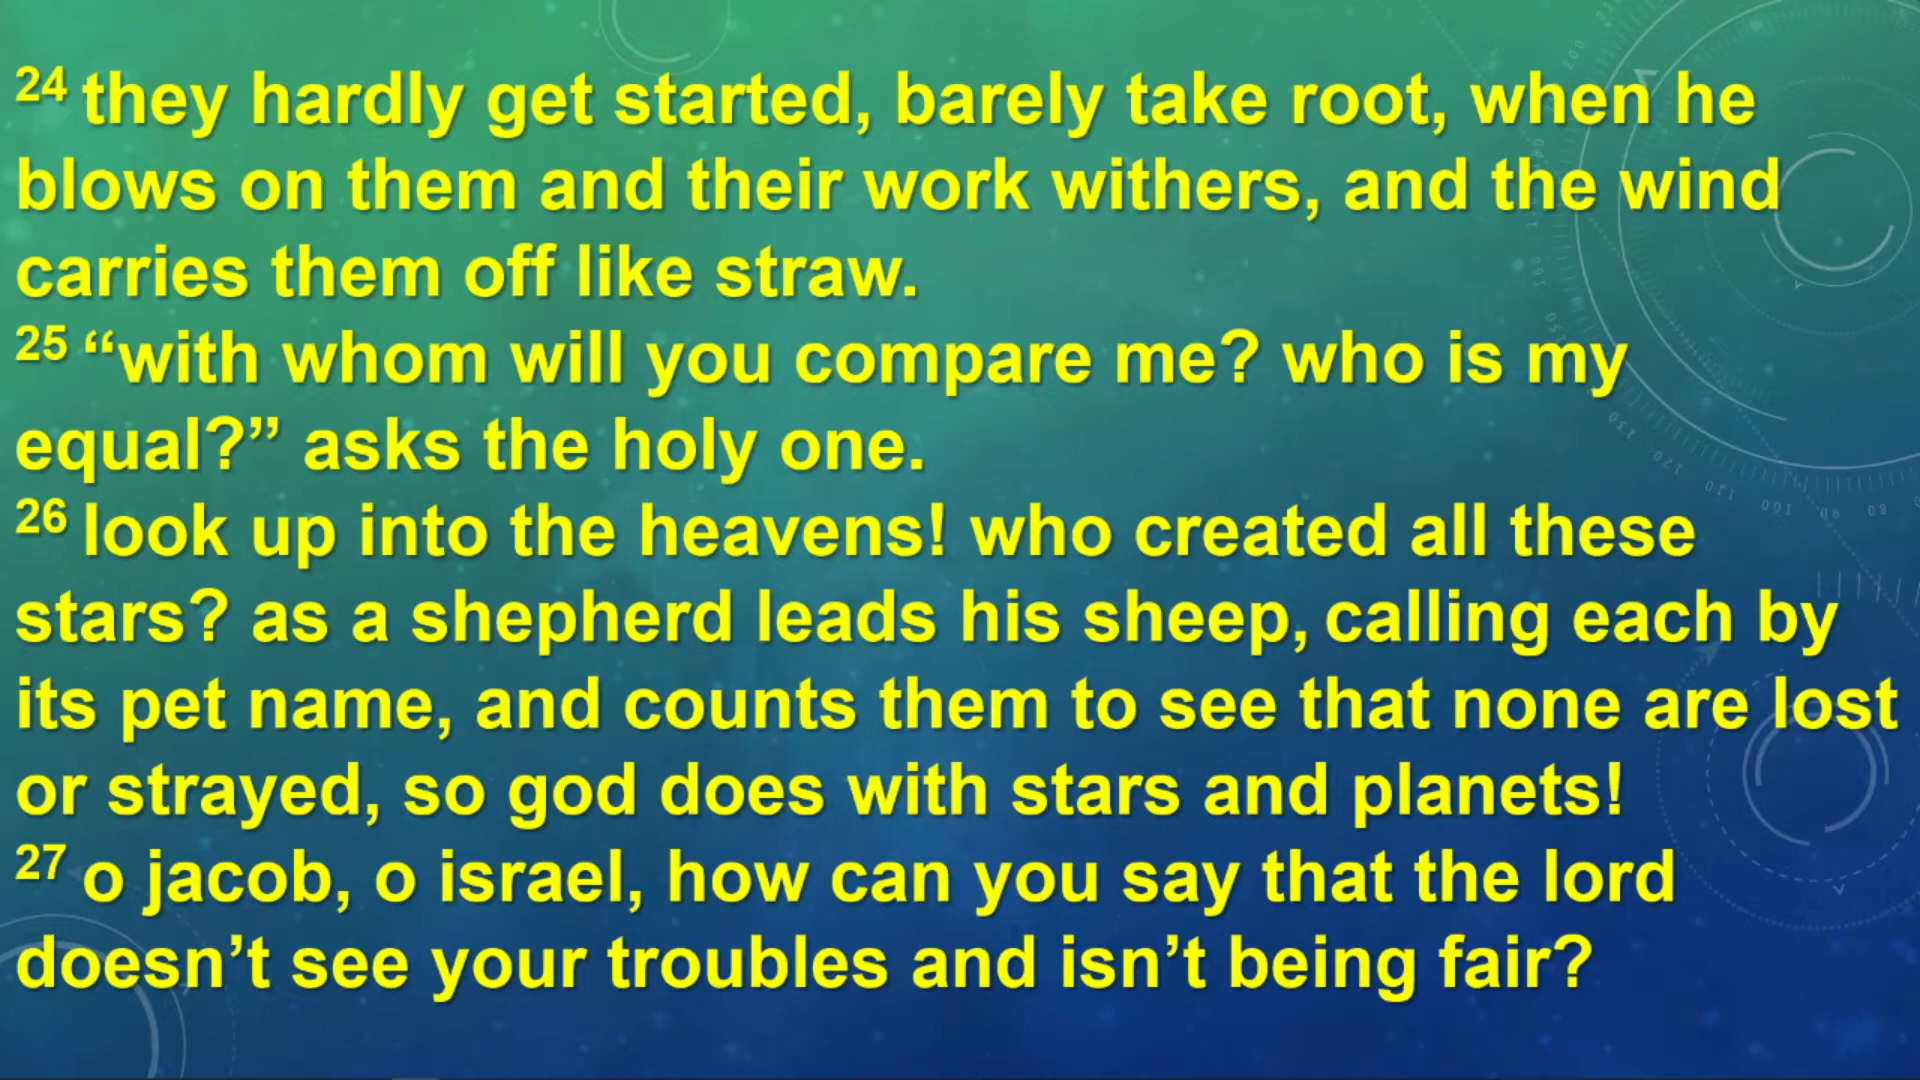 24 they hardly get started, barely take root, when he
blows on them and their work withers, and the wind
carries them off like straw.
25 “with whom will you compare me? who is my
equal?” asks the holy one.
26 look up into the heavens! who created all these
stars? as a shepherd leads his sheep, calling each by
its pet name, and counts them to see that none are lost
or strayed, so god does with stars and planets!
27 o jacob, o israel, how can you say that the lord
doesn’t see your troubles and isn’t being fair?